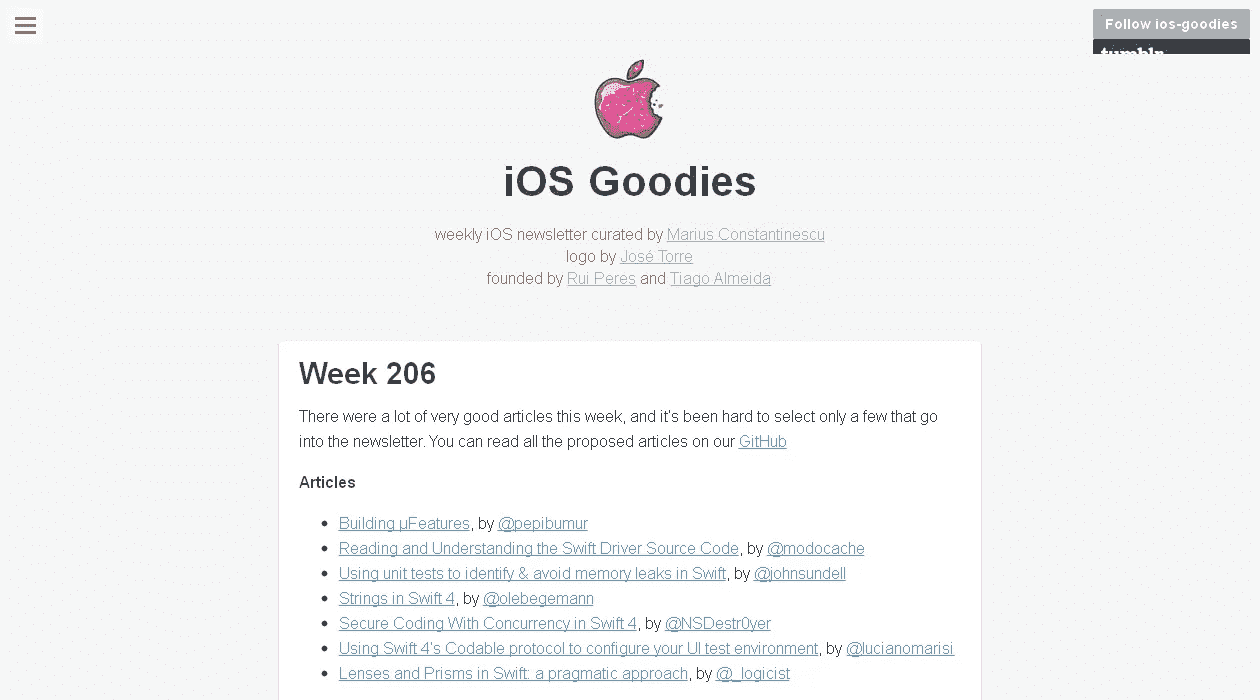 Follow ios-goodies
tumblr
iOS Goodies
weekly iOS newsletter curated by Marius Constantinescu
logo by José Torre
founded by Rui Peres and Tiago Almeida
Week 206
There were a lot of very good articles this week, and it's been hard to select only a few that go
into the newsletter. You can read all the proposed articles on our GitHub
Articles
Building µFeatures, by @pepibumur
Reading and Understanding the Swift Driver Source Code, by @modocache
Using unit tests to identify & avoid memory leaks in Swift, by @johnsundell
Strings in Swift 4, by @olebegemann
Secure Coding With Concurrency in Swift 4, by @NSDestr0yer
Using Swift 4's Codable protocol to configure your UI test environment, by @lucianomarisi
Lenses and Prisms in Swift: a pragmatic approach, by @_logicist